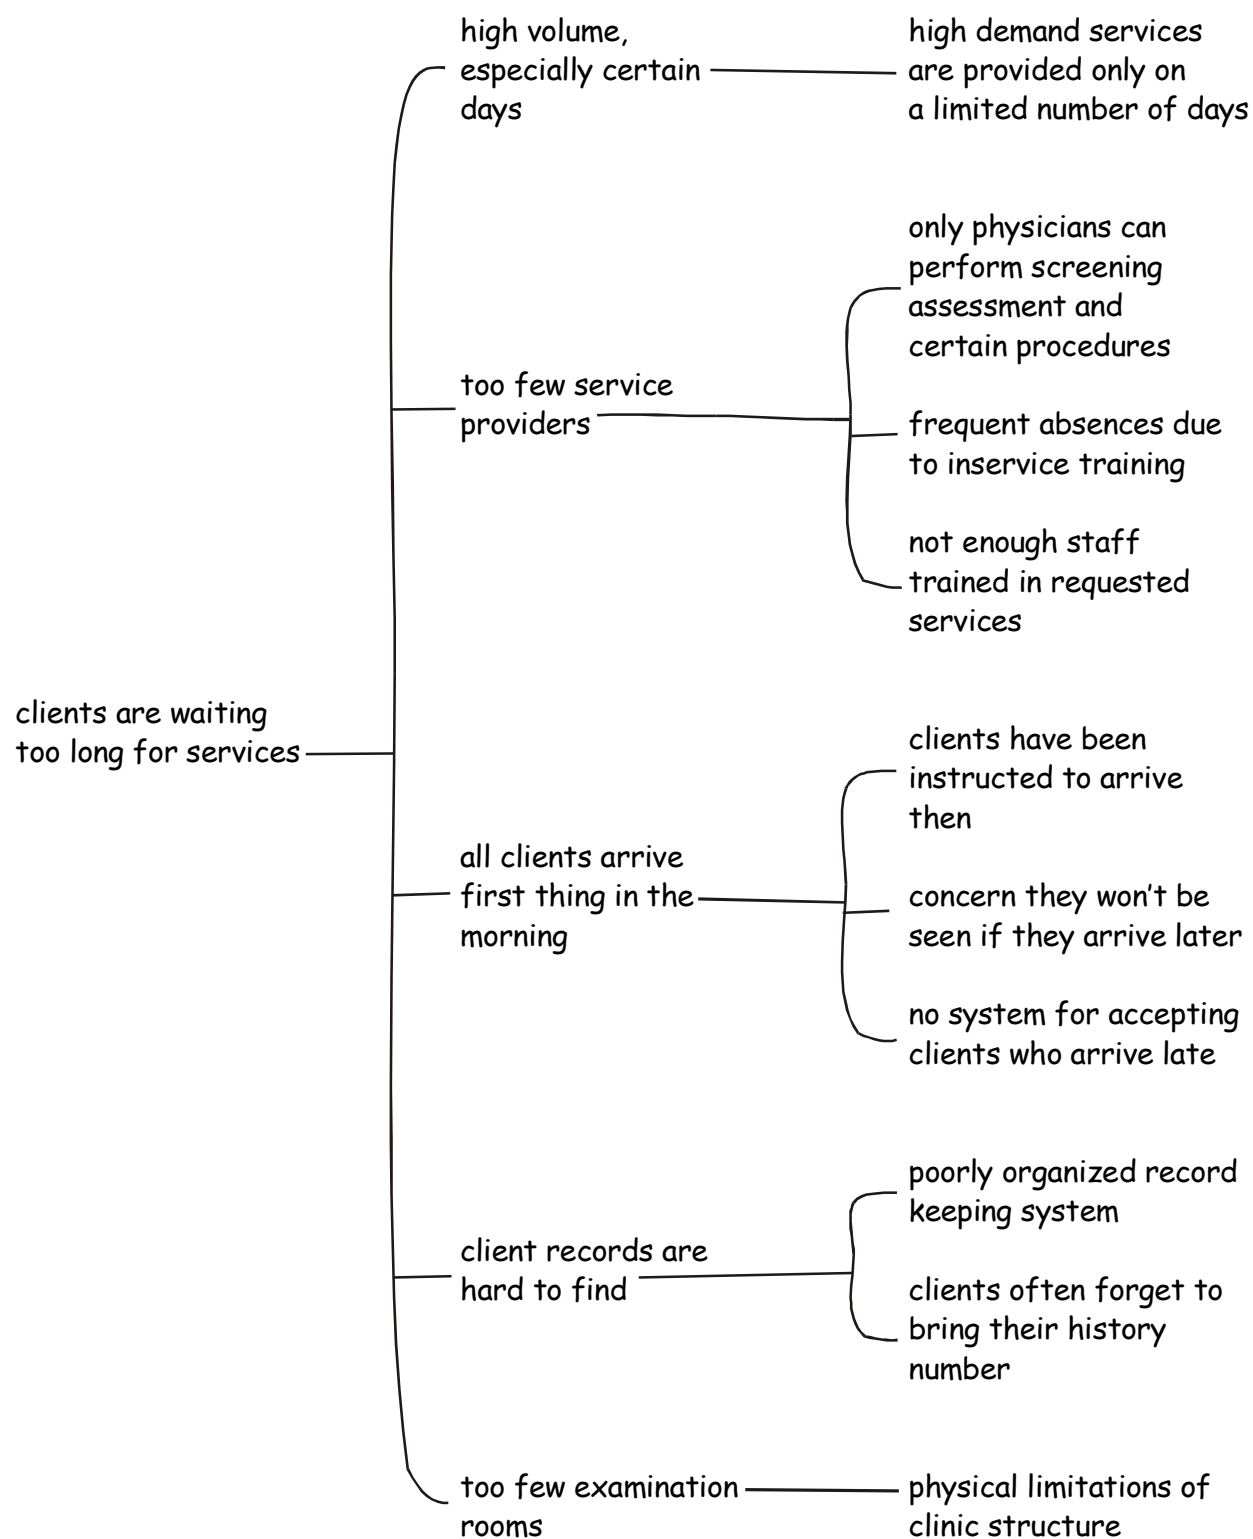 high volume,
especially certain
days
high demand services
are provided only on
a limited number of days
only physicians can
perform screening
assessment and
certain procedures
too few service
providers
frequent absences due
to inservice training
not enough staff
trained in requested
services
clients are waiting
too long for services
clients have been
instructed to arrive
then
all clients arrive
first thing in the
morning
concern they won't be
seen if they arrive later
no system for accepting
clients who arrive late
poorly organized record
keeping system
client records are
hard to find
clients often forget to
bring their history
number
too few examination
rooms
physical limitations of
clinic structure